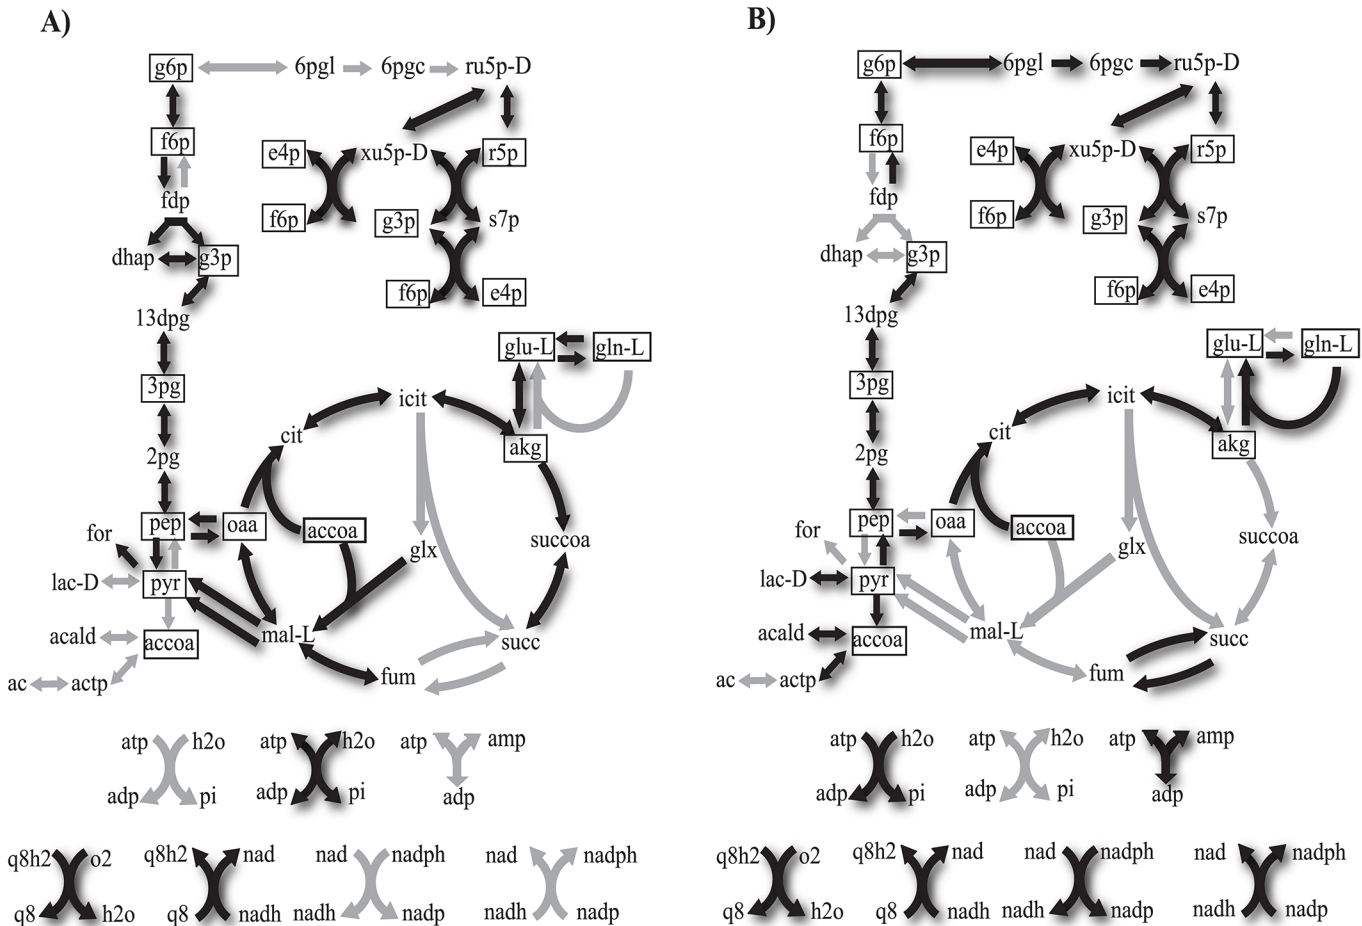 A)
B)
g6p 6pgl 6pgc ru5p-D
f6p
e4p xu5p-D r5p
fdp
f6p g3p s7p
dhap g3p
f6p e4p
13dpg
glu-L gln-L
3pg
icit
cit
akg
2pg
pep oaa accoa
for
succoa
glx
lac-D pyr
mal-L
acald accoa
succ
fum
ac actp
atp h2o
adp pi
atp h2o
adp pi
atp amp
adp
q8h2 o2
q8 h2o
q8h2 nad
q8 nadh
nad nadph
nadh nadp
nad nadph
nadh nadp
g6p 6pgl 6pgc ru5p-D
f6p
e4p xu5p-D r5p
fdp
f6p g3p s7p
dhap g3p
f6p e4p
13dpg
glu-L gln-L
3pg
icit
cit
akg
2pg
pep oaa accoa
for
succoa
glx
lac-D pyr
mal-L
acald accoa
succ
fum
ac actp
atp h2o
adp pi
atp h2o
adp pi
atp amp
adp
q8h2 o2
q8 h2o
q8h2 nad
q8 nadh
nad nadph
nadh nadp
nad nadph
nadh nadp